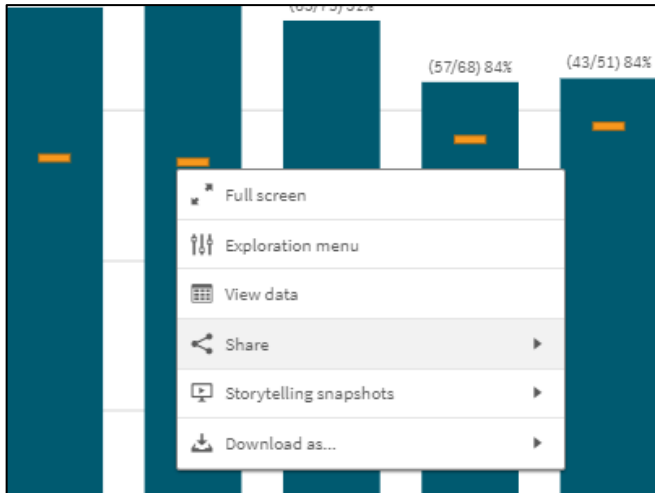 (57/68) 84%
(43/51) 84%
Full screen
Exploration menu
View data
Share
Storytelling snapshots
Download as...